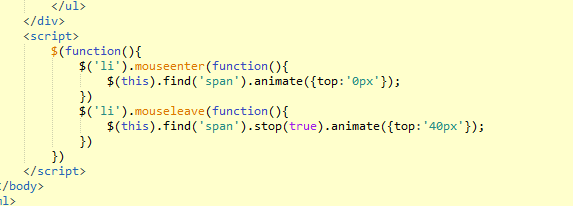 </ul>
</div>
<script>
$(function(){
$('li').mouseenter(function(){
$(this).find('span').animate({top:'0px'});
})
$('li').mouseleave(function(){
$(this).find('span').stop(true).animate({top:'40px'});
})
})
</script>
/body>
ml>